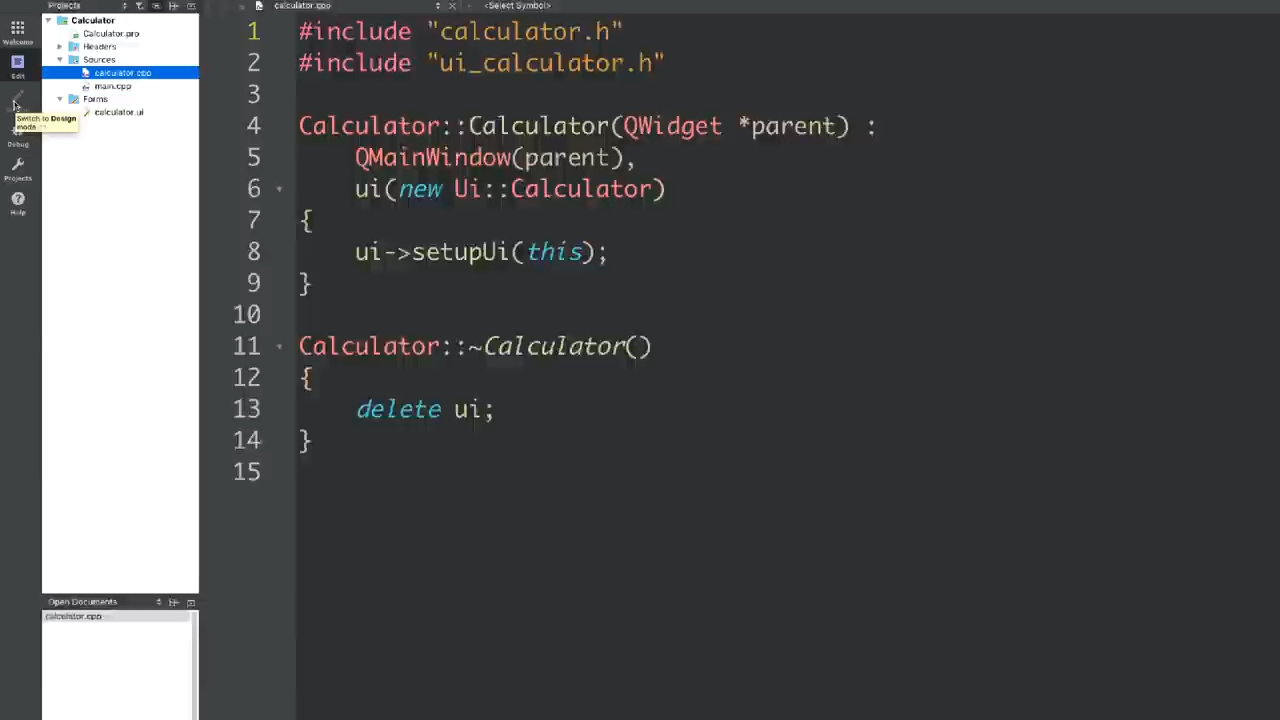 Projects
calculator.cpp
<Select Symbol>
Welcome
Edit
Switch to Design
mode
Debug
Projects
Help
Calculator
Calculator.pro
Headers
Sources
calculator.cpp
main.cpp
Forms
calculator.ui
1 #include "calculator.h"
2 #include "ui_calculator.h"
3
4 Calculator::Calculator(QWidget *parent) :
5 QMainWindow(parent),
6 ui(new Ui::Calculator)
7 {
8 ui->setupUi(this);
9 }
10
11 Calculator::~Calculator()
12 {
13 delete ui;
14 }
15
Open Documents
calculator.cpp